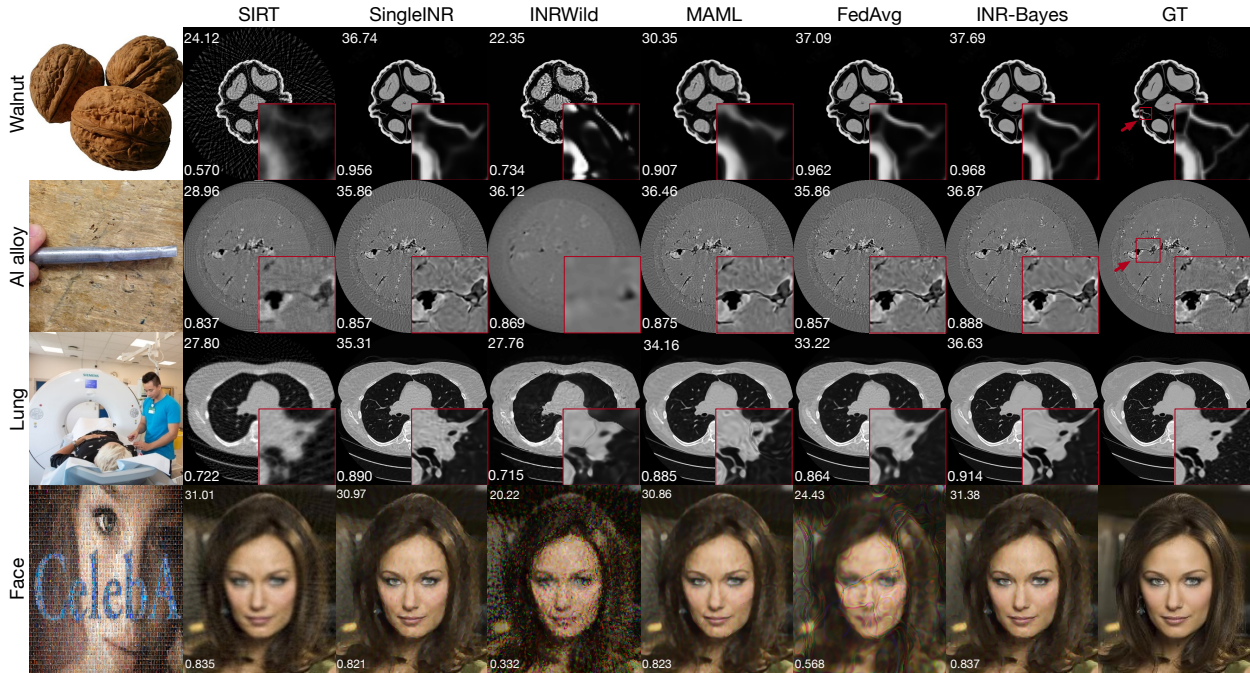 SIRT SingleINR INRWild MAML FedAvg INR-Bayes GT
Walnut
24.12 36.74 22.35 30.35 37.09 37.69
0.570 0.956 0.734 0.907 0.962 0.968
Al alloy
28.96 35.86 36.12 36.46 35.86 36.87
0.837 0.857 0.869 0.875 0.857 0.888
Lung
27.80 35.31 27.76 34.16 33.22 36.63
0.722 0.890 0.715 0.885 0.864 0.914
Face
31.01 30.97 20.22 30.86 24.43 31.38
CelebA
0.835 0.821 0.332 0.823 0.568 0.837